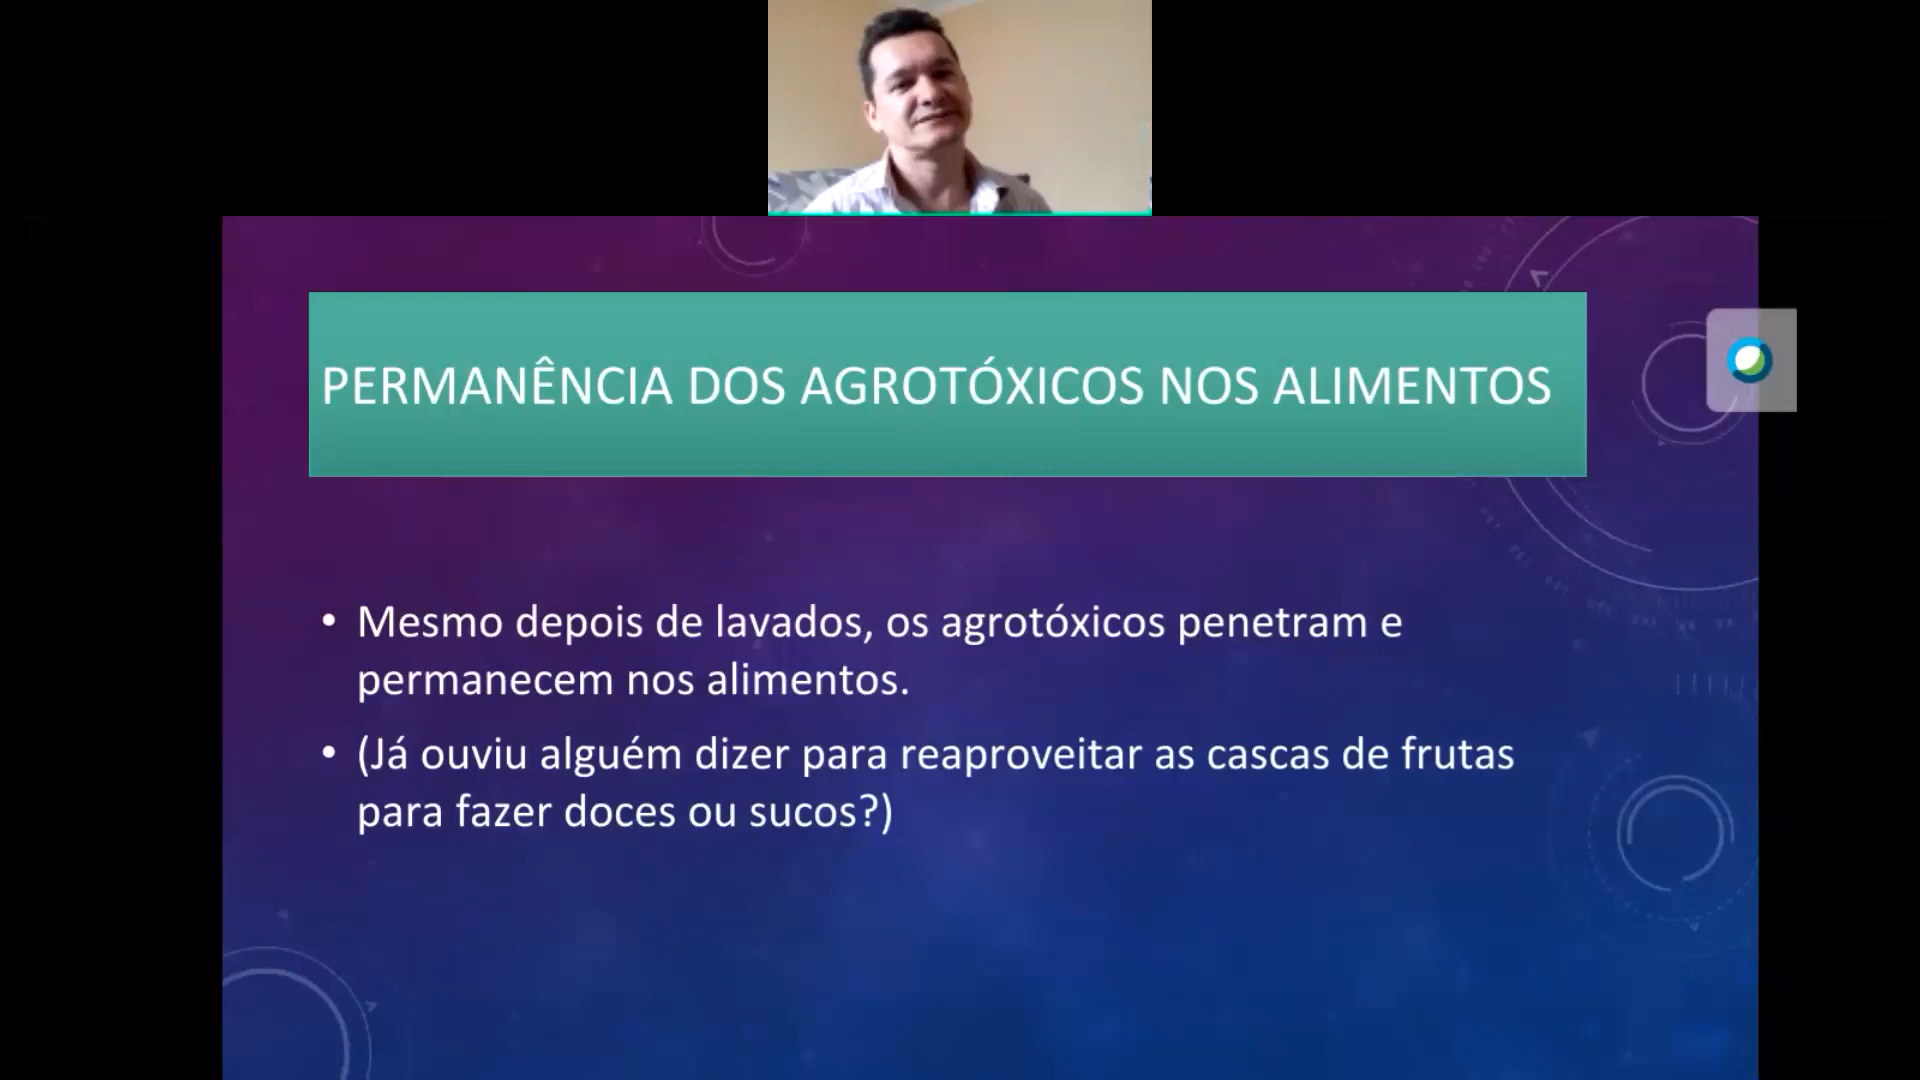 PERMANÊNCIA DOS AGROTÓXICOS NOS ALIMENTOS
• Mesmo depois de lavados, os agrotóxicos penetram e
permanecem nos alimentos.
• (Já ouviu alguém dizer para reaproveitar as cascas de frutas
para fazer doces ou sucos?)